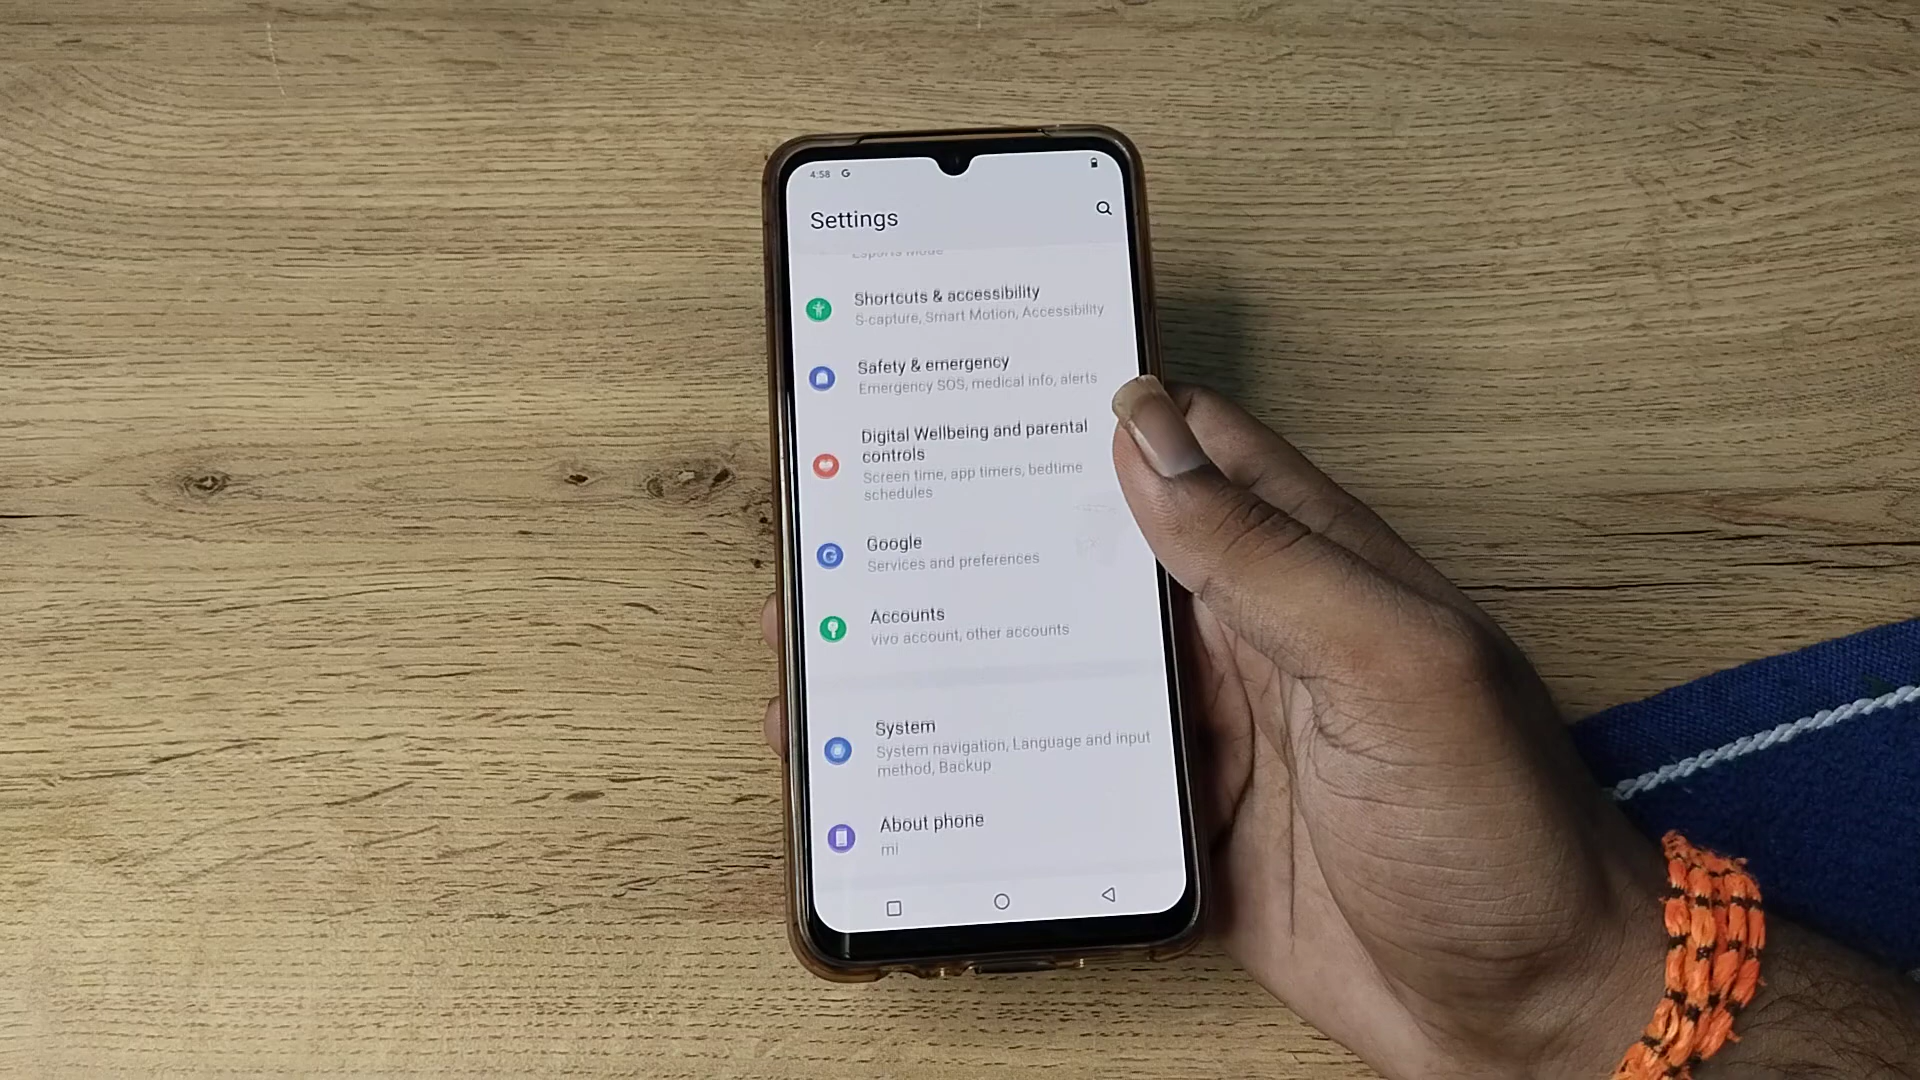 4:58 G
Settings
Esports Mode
Shortcuts & accessibility
S-capture, Smart Motion, Accessibility
Safety & emergency
Emergency SOS, medical info, alerts
Digital Wellbeing and parental
controls
Screen time, app timers, bedtime
schedules
Google
Services and preferences
Accounts
vivo account, other accounts
System
System navigation, Language and input
method, Backup
About phone
mi